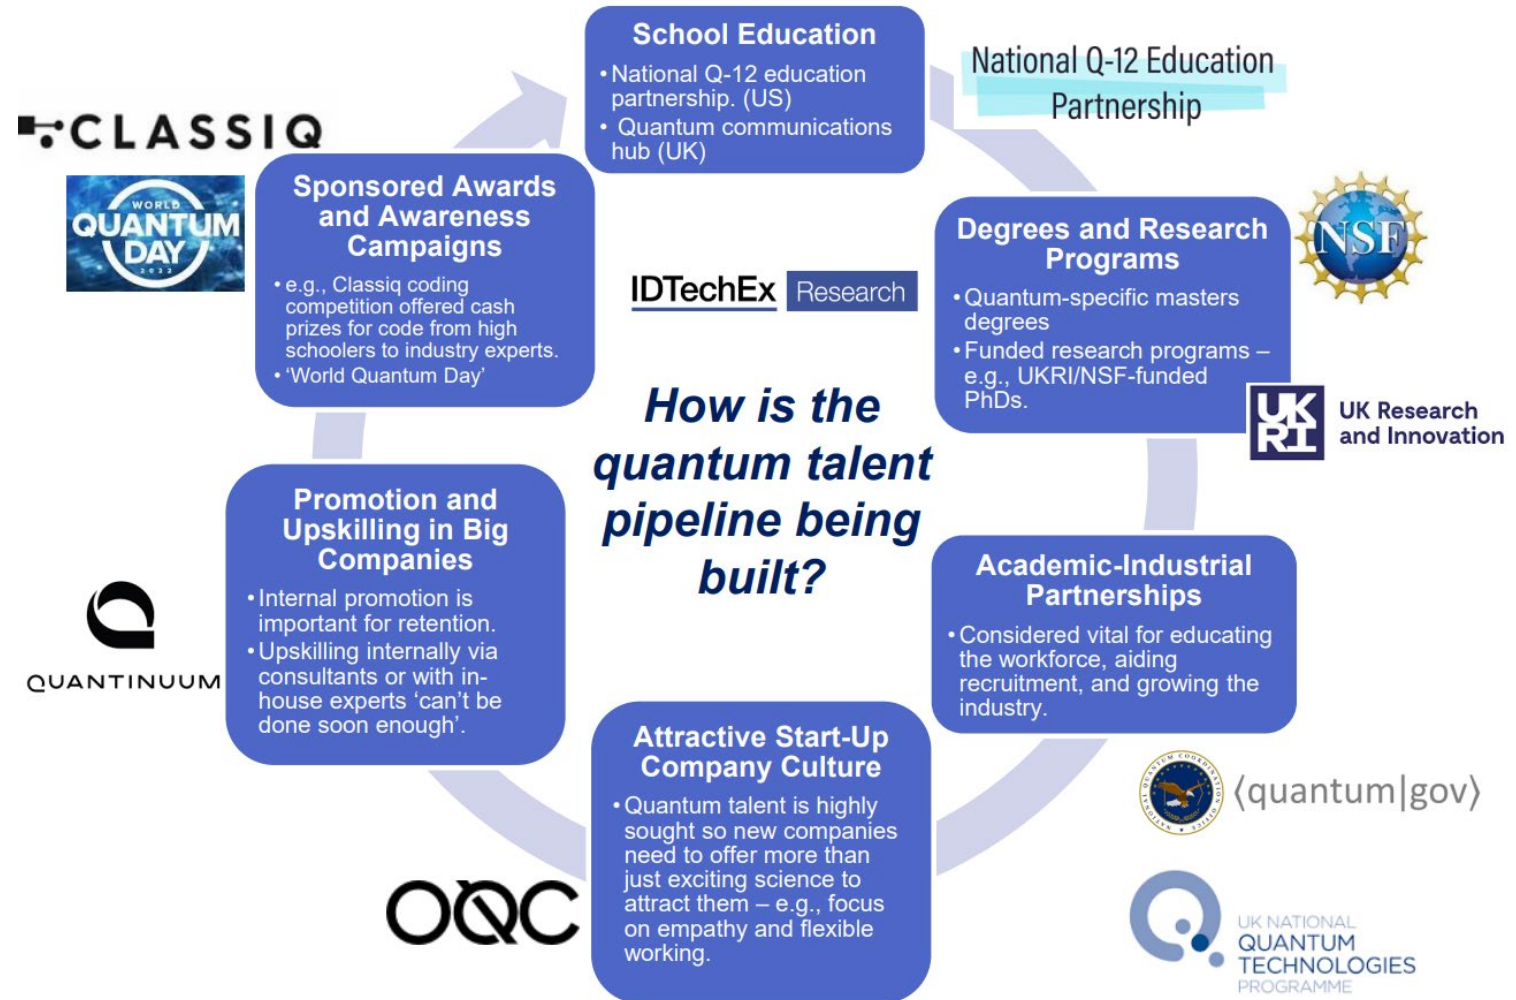 School Education
• National Q-12 education
partnership. (US)
• Quantum communications
hub (UK)
National Q-12 Education
Partnership
Degrees and Research
Programs
• Quantum-specific masters
degrees
• Funded research programs –
e.g., UKRI/NSF-funded
PhDs.
NSF
UK
RI
UK Research
and Innovation
Academic-Industrial
Partnerships
• Considered vital for educating
the workforce, aiding
recruitment, and growing the
industry.
NATIONAL QUANTUM COORDINATION OFFICE
⟨quantum|gov⟩
UK NATIONAL
QUANTUM
TECHNOLOGIES
PROGRAMME
Attractive Start-Up
Company Culture
• Quantum talent is highly
sought so new companies
need to offer more than
just exciting science to
attract them – e.g., focus
on empathy and flexible
working.
OQC
Promotion and
Upskilling in Big
Companies
• Internal promotion is
important for retention.
• Upskilling internally via
consultants or with in-
house experts ‘can’t be
done soon enough’.
QUANTINUUM
Sponsored Awards
and Awareness
Campaigns
• e.g., Classiq coding
competition offered cash
prizes for code from high
schoolers to industry experts.
• ‘World Quantum Day’
CLASSIQ
WORLD
QUANTUM
DAY
2022
IDTechEx Research
How is the
quantum talent
pipeline being
built?